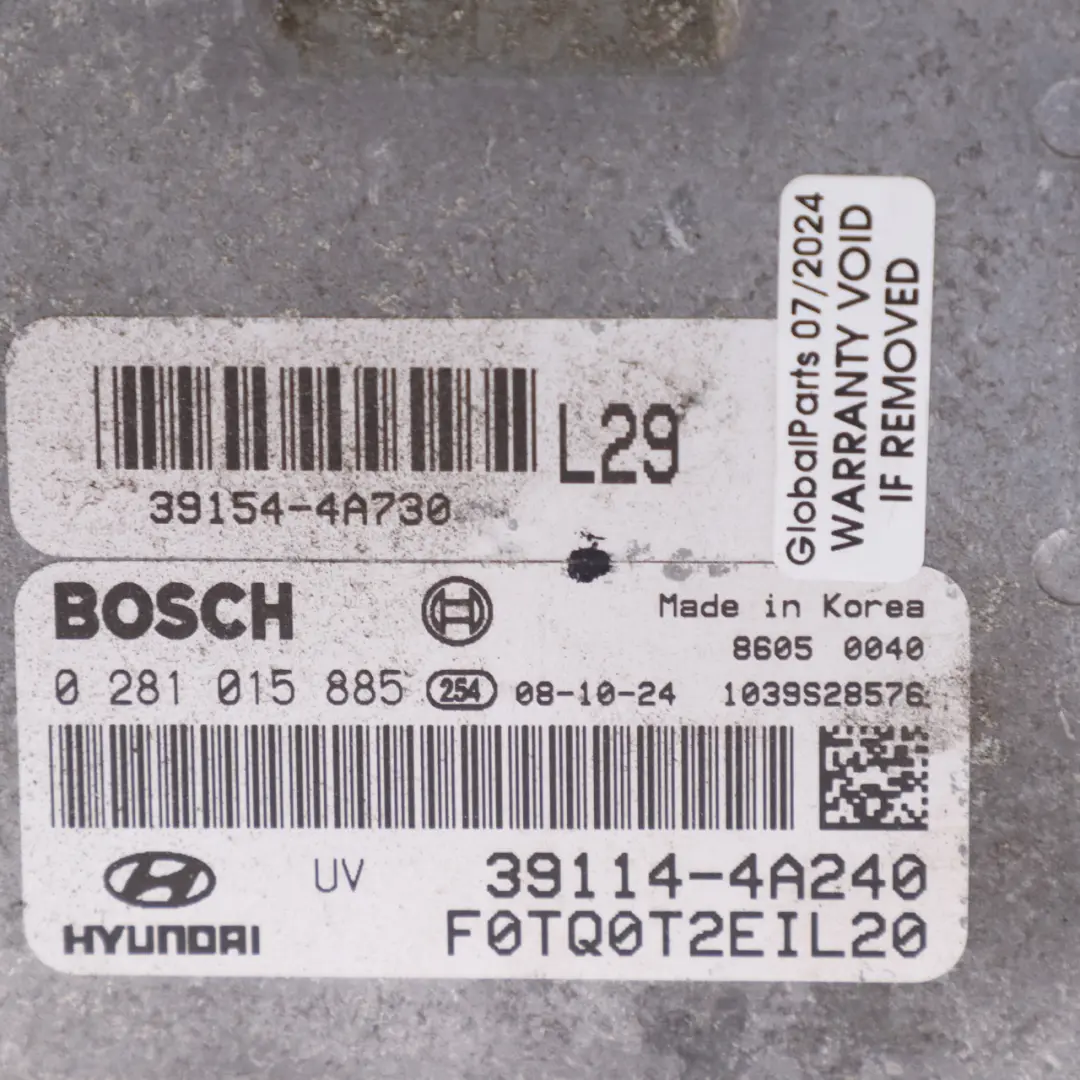 GlobalParts 07/2024
WARRANTY VOID
IF REMOVED
L29
39154-4A730
BOSCH
Made in Korea
8605 0040
0 281 015 885 254 08-10-24 1039S28576
UV 39114-4A240
HYUNDAI F0TQ0T2EIL20